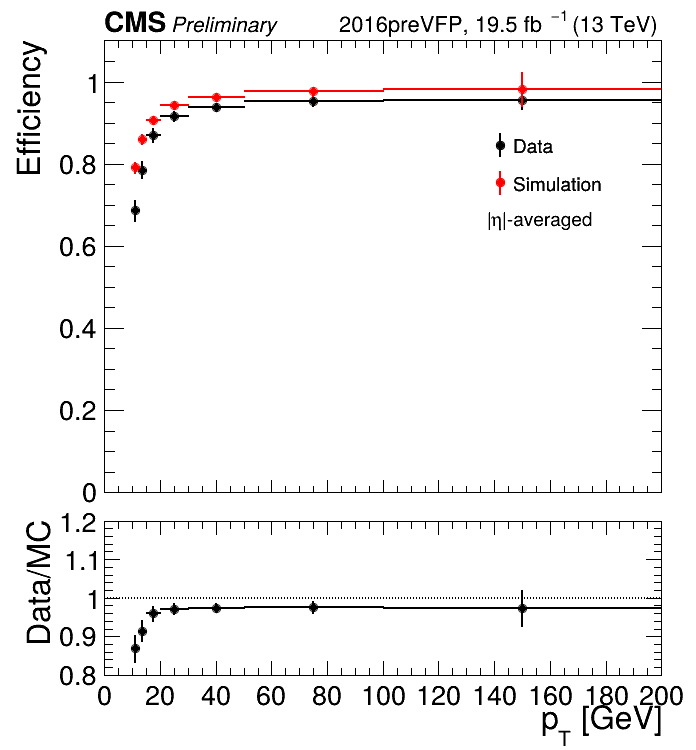 CMS Preliminary 2016preVFP, 19.5 fb⁻¹ (13 TeV)
Efficiency
1
0.8
0.6
0.4
0.2
0
Data
Simulation
|η|-averaged
Data/MC
1.2
1.1
1
0.9
0.8
0 20 40 60 80 100 120 140 160 180 200
p_T [GeV]